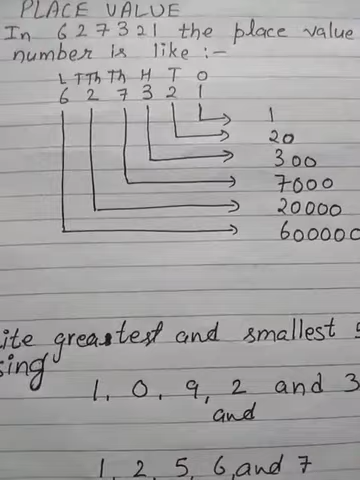 PLACE VALUE
In 627321 the place value
number is like :-
L TTh Th H T O
6 2 7 3 2 1
1
20
300
7000
20000
600000
ite greastest and smallest
sing
1, 0, 9, 2 and 3
and
1, 2, 5, 6, and 7